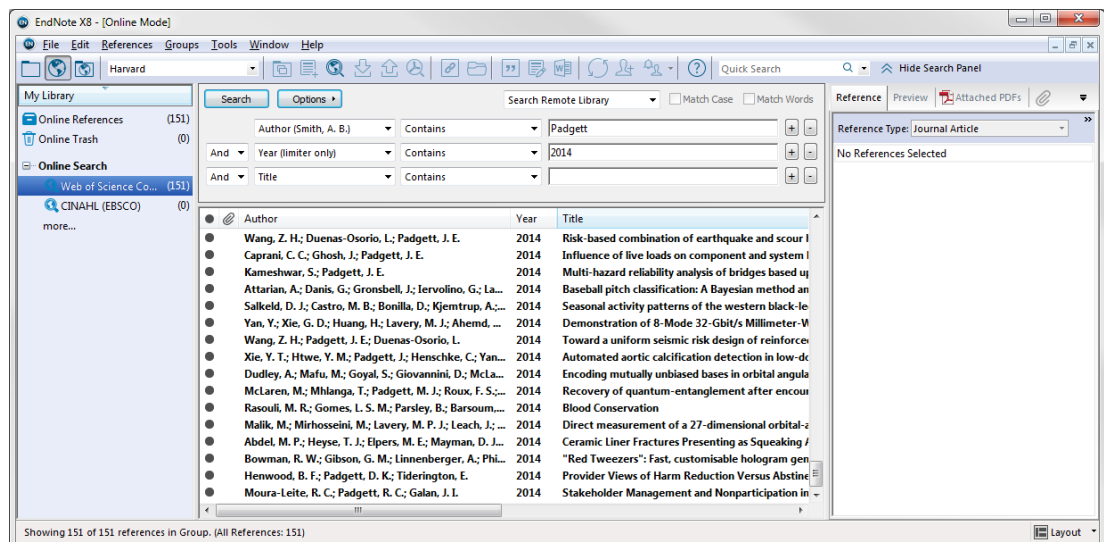 EndNote X8 - [Online Mode]
File Edit References Groups Tools Window Help
Harvard
Quick Search
Hide Search Panel
My Library
Online References (151)
Online Trash (0)
Online Search
Web of Science Co... (151)
CINAHL (EBSCO) (0)
more...
Search Options Search Remote Library Match Case Match Words
Author (Smith, A. B.) Contains Padgett
And Year (limiter only) Contains 2014
And Title Contains
Author Year Title
Wang, Z. H.; Duenas-Osorio, L.; Padgett, J. E. 2014 Risk-based combination of earthquake and scour
Caprani, C. C.; Ghosh, J.; Padgett, J. E. 2014 Influence of live loads on component and system
Kameshwar, S.; Padgett, J. E. 2014 Multi-hazard reliability analysis of bridges based
Attarian, A.; Danis, G.; Gronsbell, J.; Iervolino, G.; La... 2014 Baseball pitch classification: A Bayesian method an
Salkeld, D. J.; Castro, M. B.; Bonilla, D.; Kjemtrup, A.;... 2014 Seasonal activity patterns of the western black-le
Yan, Y.; Xie, G. D.; Huang, H.; Lavery, M. J.; Ahemd, ... 2014 Demonstration of 8-Mode 32-Gbit/s Millimeter-W
Wang, Z. H.; Padgett, J. E.; Duenas-Osorio, L. 2014 Toward a uniform seismic risk design of reinforce
Xie, Y. T.; Htwe, Y. M.; Padgett, J.; Henschke, C.; Yan... 2014 Automated aortic calcification detection in low-do
Dudley, A.; Mafu, M.; Goyal, S.; Giovannini, D.; McLa... 2014 Encoding mutually unbiased bases in orbital angula
McLaren, M.; Mhlanga, T.; Padgett, M. J.; Roux, F. S.;... 2014 Recovery of quantum-entanglement after encou
Rasouli, M. R.; Gomes, L. S. M.; Parsley, B.; Barsoum,... 2014 Blood Conservation
Malik, M.; Mirhosseini, M.; Lavery, M. P. J.; Leach, J.; ... 2014 Direct measurement of a 27-dimensional orbital-a
Abdel, M. P.; Heyse, T. J.; Elpers, M. E.; Mayman, D. J... 2014 Ceramic Liner Fractures Presenting as Squeaking
Bowman, R. W.; Gibson, G. M.; Linnenberger, A.; Phi... 2014 "Red Tweezers": Fast, customisable hologram gen
Henwood, B. F.; Padgett, D. K.; Tiderington, E. 2014 Provider Views of Harm Reduction Versus Abstine
Moura-Leite, R. C.; Padgett, R. C.; Galan, J. I. 2014 Stakeholder Management and Nonparticipation in
Reference Preview Attached PDFs
Reference Type: Journal Article
No References Selected
Showing 151 of 151 references in Group. (All References: 151)
Layout